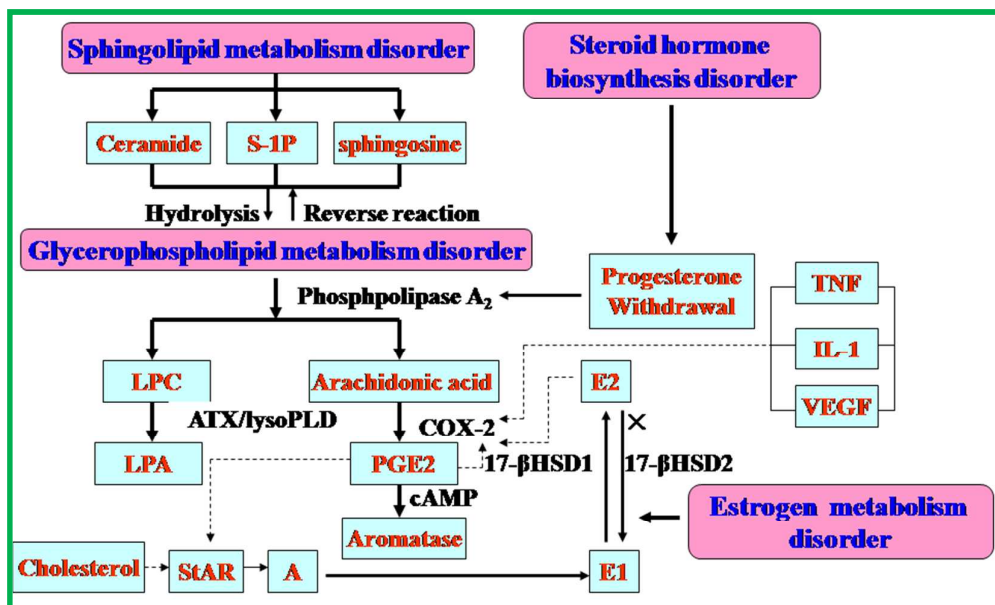 Sphingolipid metabolism disorder
Steroid hormone
biosynthesis disorder
Ceramide
S-1P
sphingosine
Hydrolysis
Reverse reaction
Glycerophospholipid metabolism disorder
Phosphpolipase A₂
Progesterone
Withdrawal
TNF
IL-1
VEGF
LPC
Arachidonic acid
E2
ATX/lysoPLD
COX-2
×
LPA
PGE2
17-βHSD1
17-βHSD2
cAMP
Aromatase
Estrogen metabolism
disorder
Cholesterol
StAR
A
E1